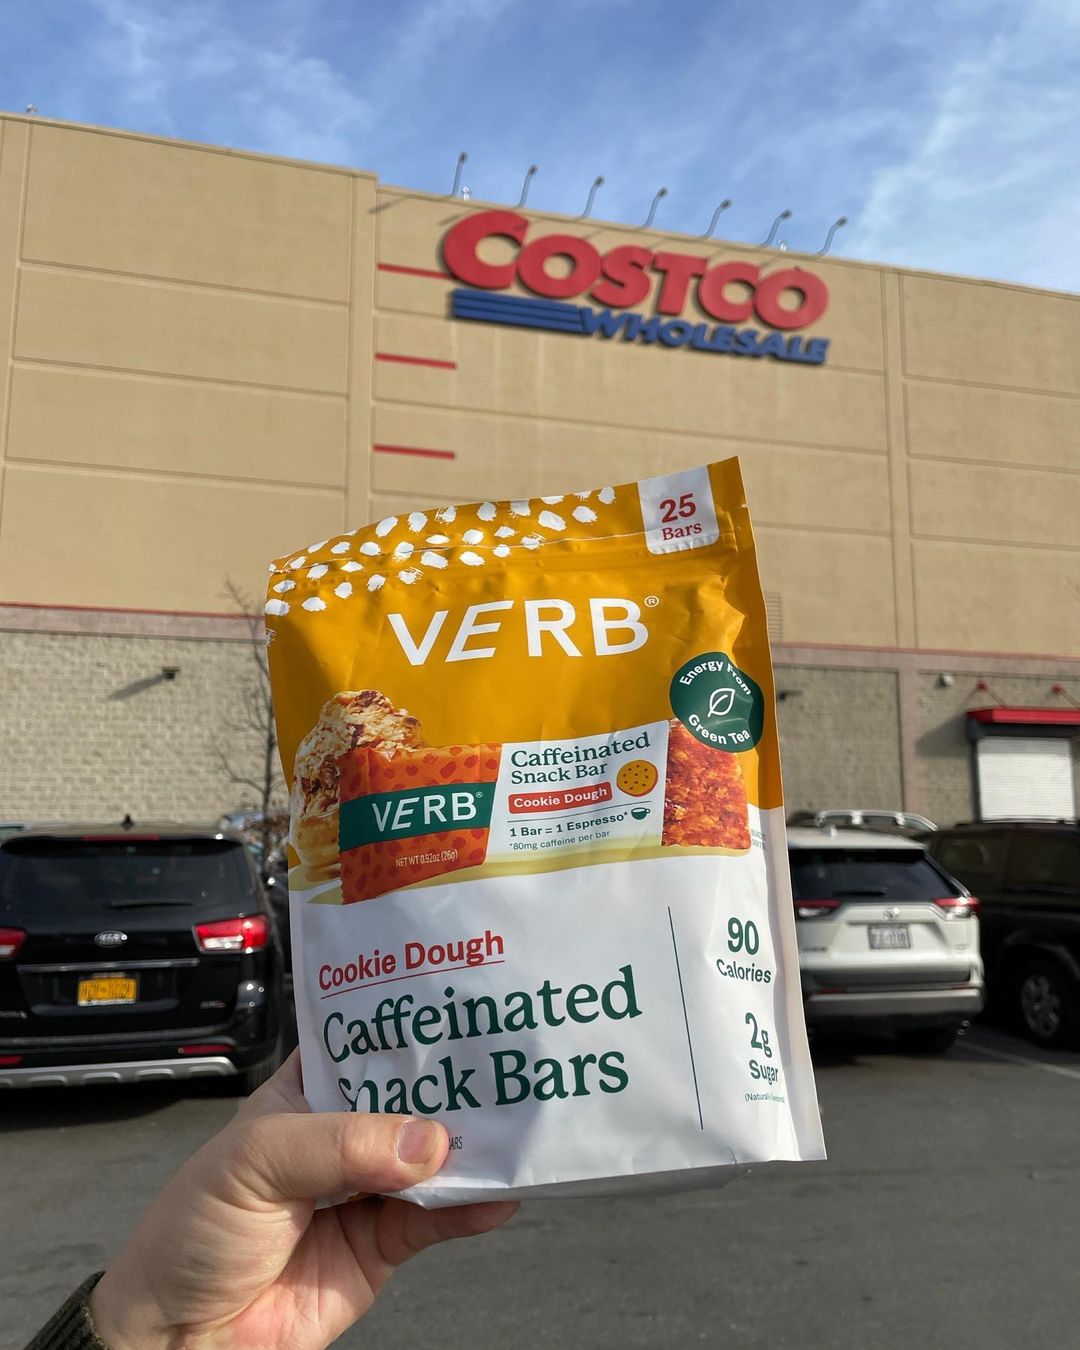 COSTCO
WHOLESALE
25
Bars
VERB®
Energy From
Green Tea
Caffeinated
Snack Bar
Cookie Dough
1 Bar = 1 Espresso*
*80mg caffeine per bar
VERB®
NET WT 0.92oz (26g)
Cookie Dough
Caffeinated
Snack Bars
90
Calories
2g
Sugar